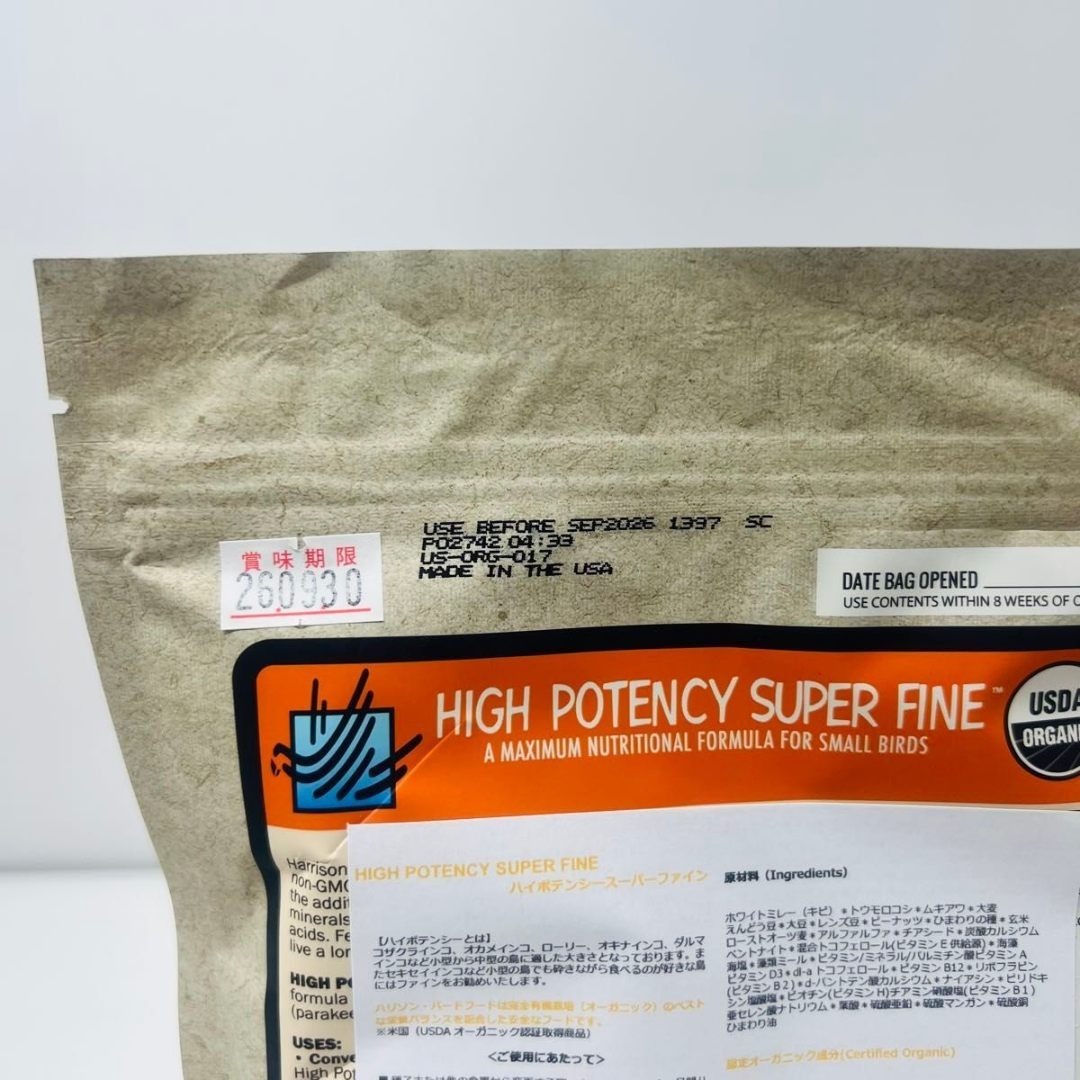 USE BEFORE SEP2026 1397 SC
PO2742 04:39
US-ORG-017
MADE IN THE USA
賞味期限
260930
DATE BAG OPENED
USE CONTENTS WITHIN 8 WEEKS OF
HIGH POTENCY SUPER FINE™
A MAXIMUM NUTRITIONAL FORMULA FOR SMALL BIRDS
USDA
ORGANI
Harrison
non-GMO
the addit
minerals
acids. Fe
live a lon
HIGH P
formula
(parakee
USES:
• Conve
High Pot
HIGH POTENCY SUPER FINE
ハイポテンシースーパーファイン
【ハイポテンシーとは】
コザクラインコ、オカメインコ、ローリー、オキナインコ、ダルマ
インコなど小型から中型の鳥に適した大きさとなっております。ま
たセキセイインコなど小型の鳥でも砕きながら食べるのが好きな鳥
にはファインをお勧めいたします。
ハリソン・バードフードは完全有機栽培(オーガニック)のベスト
な栄養バランスを配合した安全なフードです。
※米国(USDA オーガニック認証取得商品)
<ご使用にあたって>
原材料(Ingredients)
ホワイトミレー(キビ)*トウモロコシ*ムキアワ*大麦
えんどう豆*大豆*レンズ豆*ピーナッツ*ひまわりの種*玄米
ローストオーツ麦*アルファルファ*チアシード*炭酸カルシウム
ベントナイト*混合トコフェロール(ビタミンE供給源)*海藻
海塩*藻類ミール*ビタミン/ミネラル/パルミチン酸ビタミンA
ビタミンD3*dl-aトコフェロール*ビタミンB12*リボフラビン
(ビタミンB2)*d-パントテン酸カルシウム*ナイアシン*ピリドキ
シン塩酸塩*ビオチン(ビタミンH)チアミン硝酸塩(ビタミンB1)
亜セレン酸ナトリウム*葉酸*硫酸亜鉛*硫酸マンガン*硫酸銅
ひまわり油
認定オーガニック成分(Certified Organic)